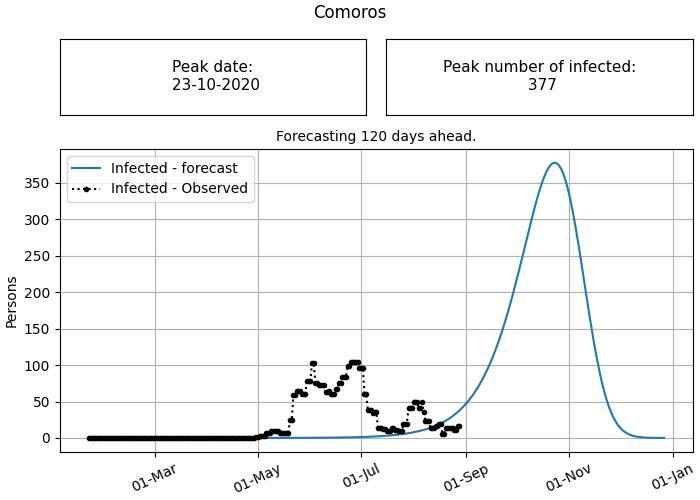 Comoros
Peak date:
23-10-2020
Peak number of infected:
377
Forecasting 120 days ahead.
Infected - forecast
Infected - Observed
Persons
350
300
250
200
150
100
50
0
01-Mar
01-May
01-Jul
01-Sep
01-Nov
01-Jan